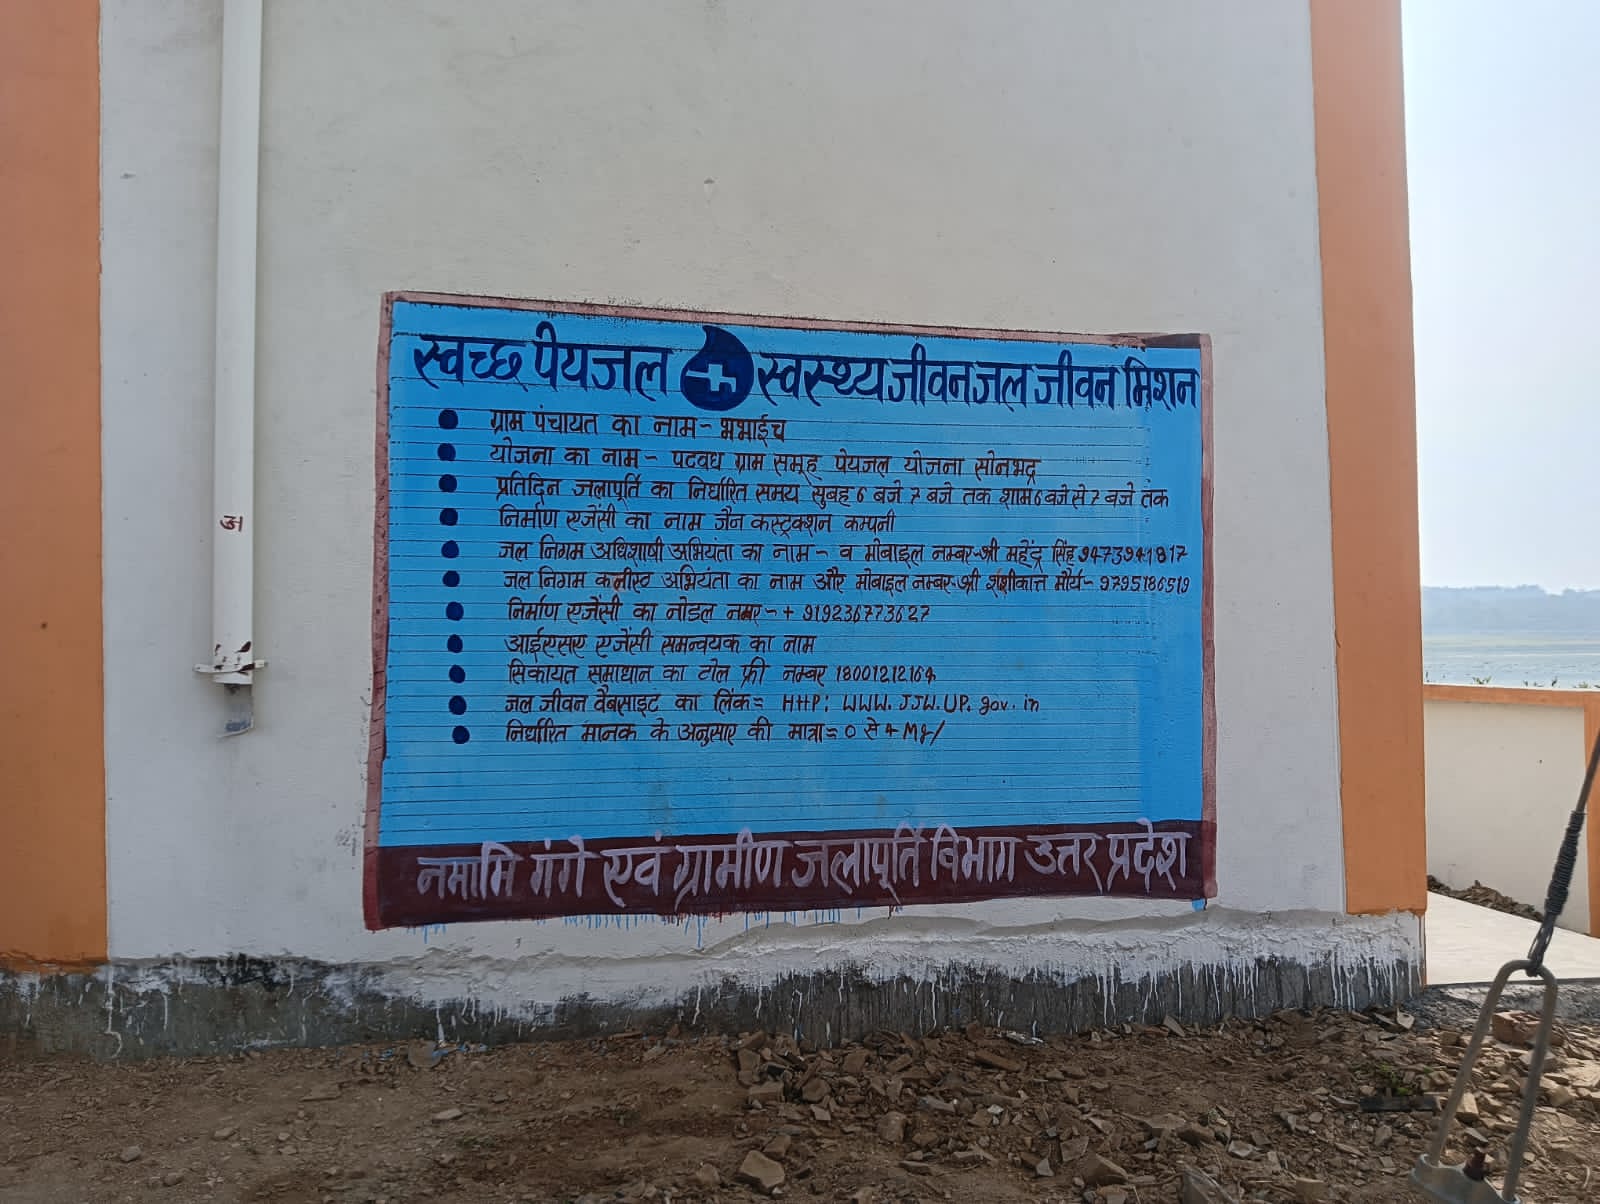 स्वच्छ पेयजल स्वस्थ्य जीवन जल जीवन मिशन
ग्राम पंचायत का नाम - भभाईच
योजना का नाम - पटवध ग्राम समूह पेयजल योजना सोनभद्र
प्रतिदिन जलापूर्ति का निर्धारित समय सुबह 6 बजे 7 बजे तक शाम 6 बजे से 7 बजे तक
निर्माण एजेंसी का नाम जैन कस्ट्रक्शन कम्पनी
जल निगम अधिशाषी अभियंता का नाम - व मोबाइल नम्बर-श्री महेंद्र सिंह 9473941817
जल निगम कनीस्ट अभियंता का नाम और मोबाइल नम्बर-श्री शशीकान्त मौर्य - 9795186519
निर्माण एजेंसी का नोडल नम्बर - + 919236773627
आईएसए एजेंसी समन्वयक का नाम
सिकायत समाधान का टोल फ्री नम्बर 18001212164
जल जीवन वैबसाइट का लिंक = HttP: WWW. JJW. UP. gov. in
निर्धारित मानक के अनुसार की मात्रा = 0 से 4 Mg/
नमामि गंगे एवं ग्रामीण जलापूर्ति विभाग उत्तर प्रदेश